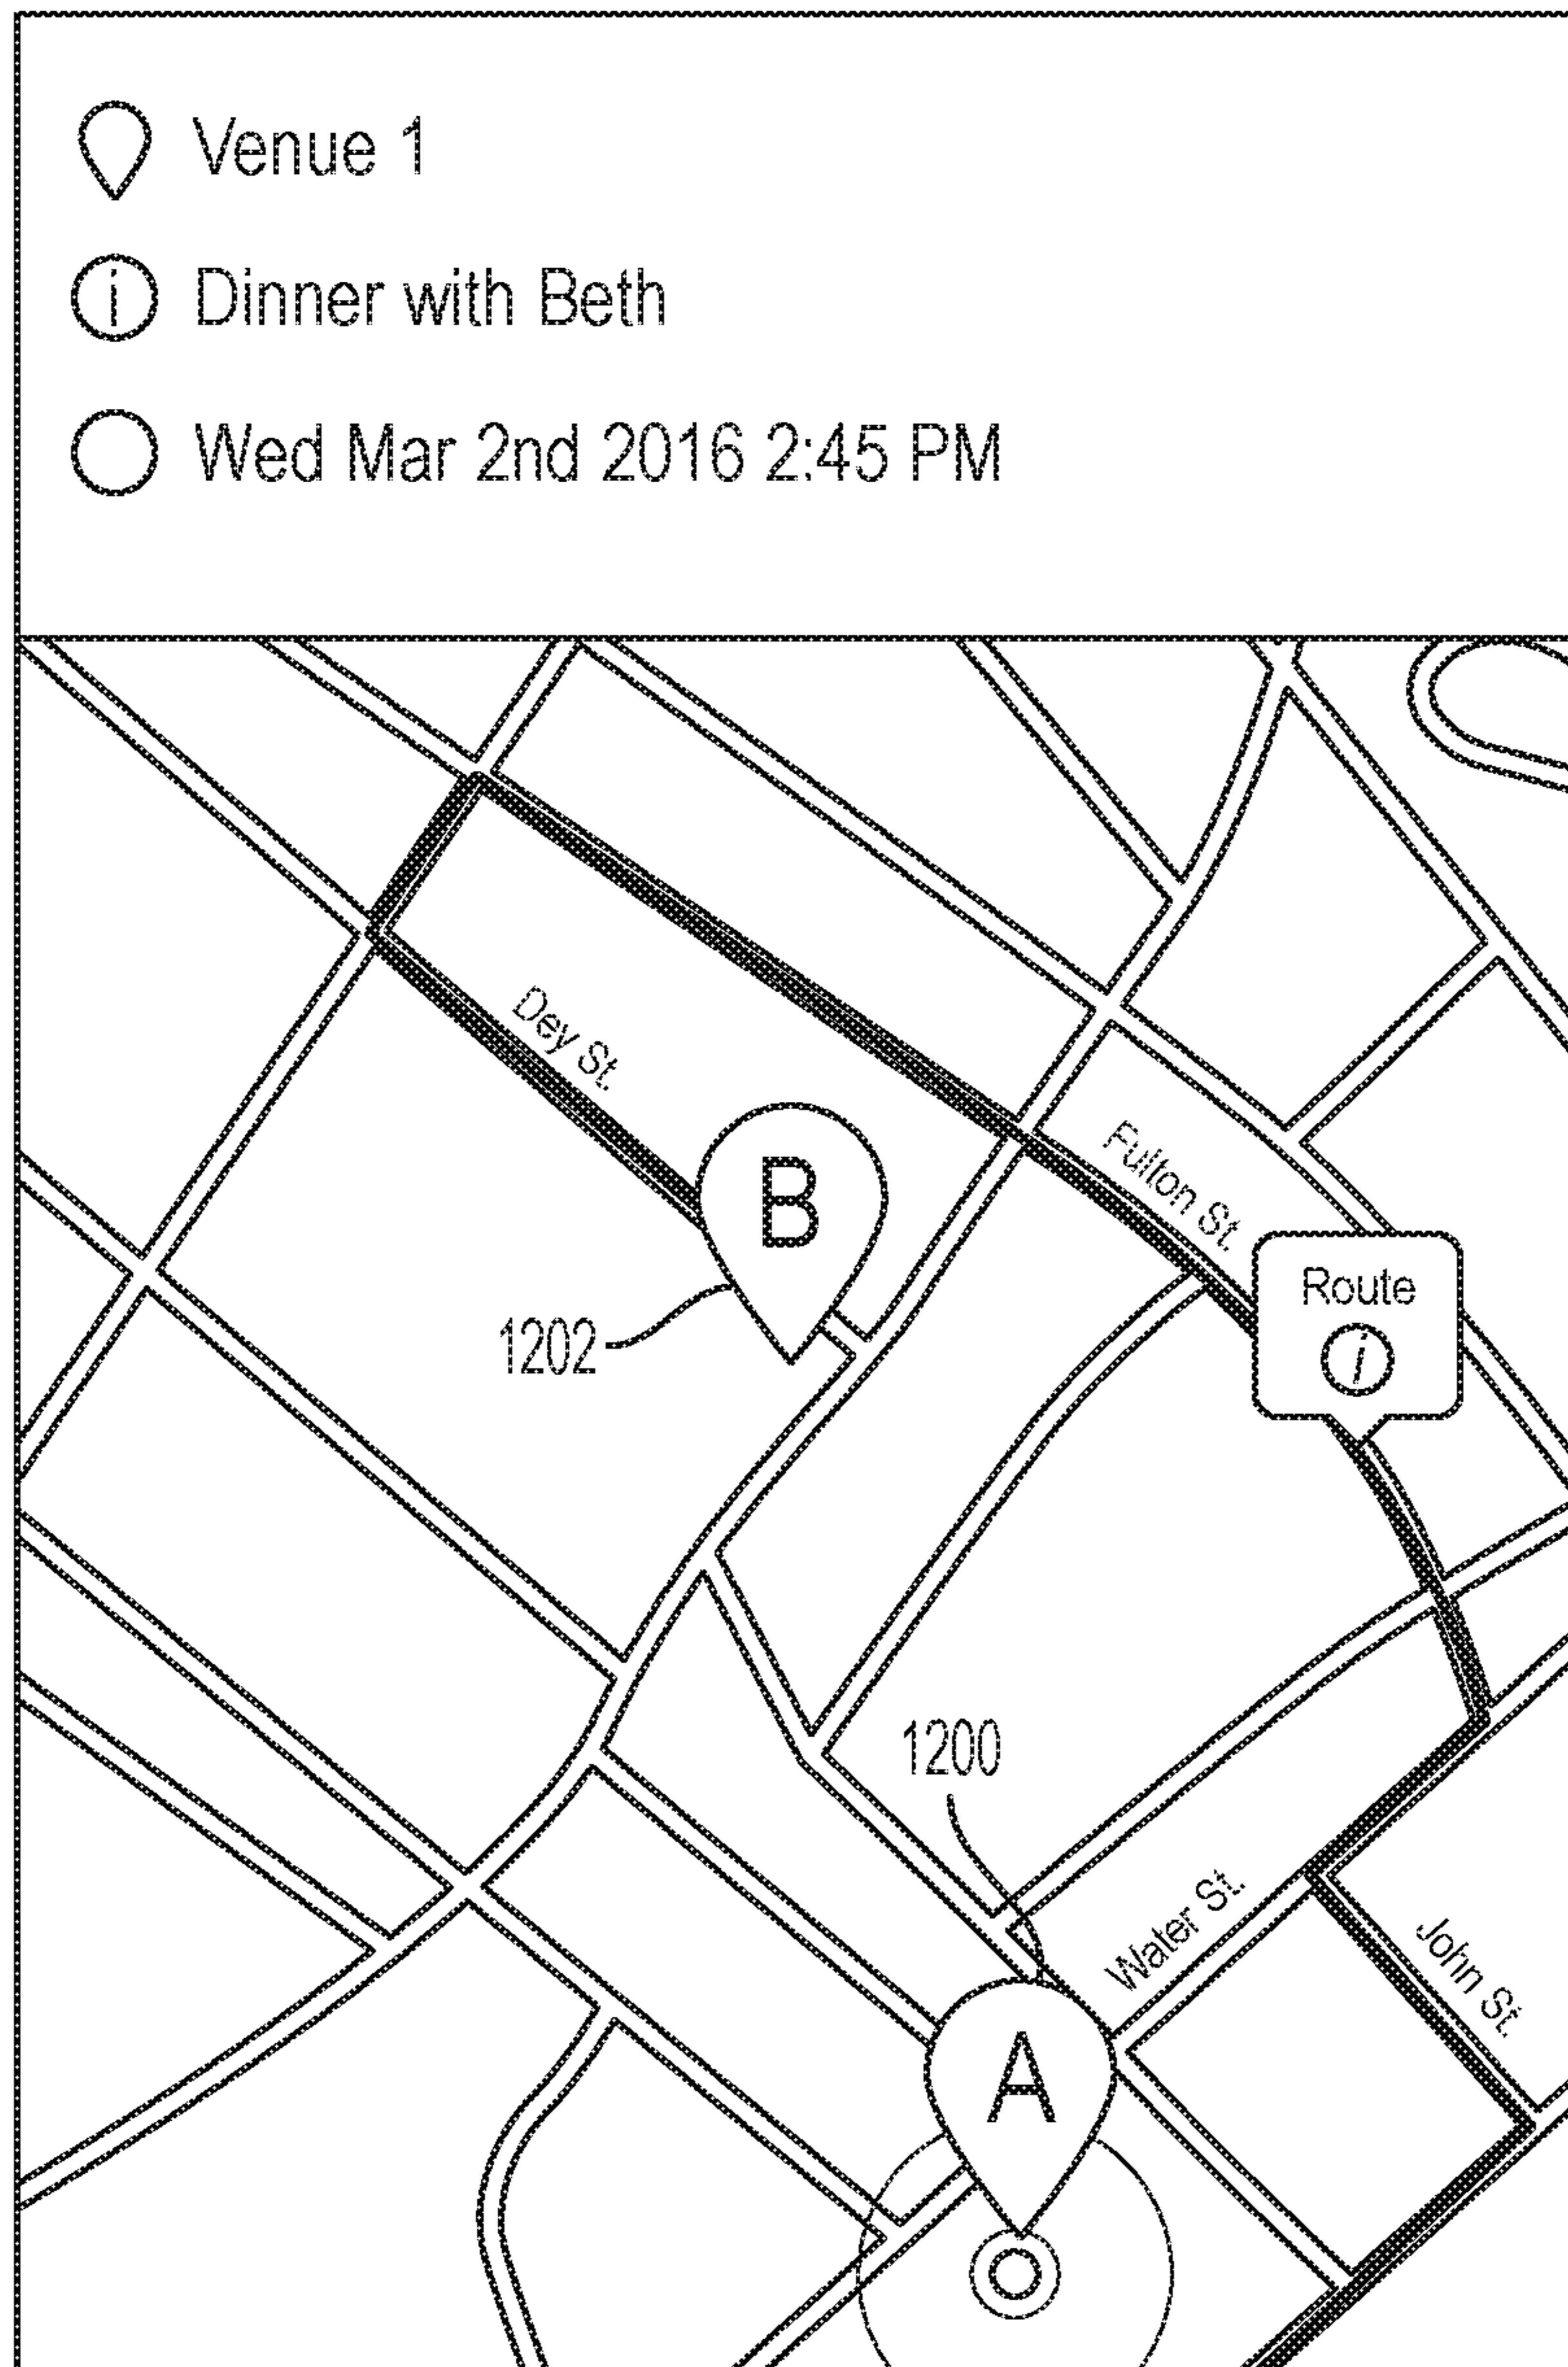 Venue 1
i Dinner with Beth
Wed Mar 2nd 2016 2:45 PM
Dey St.
B
Fulton St.
Route
i
1202
1200
Water St.
John St.
A